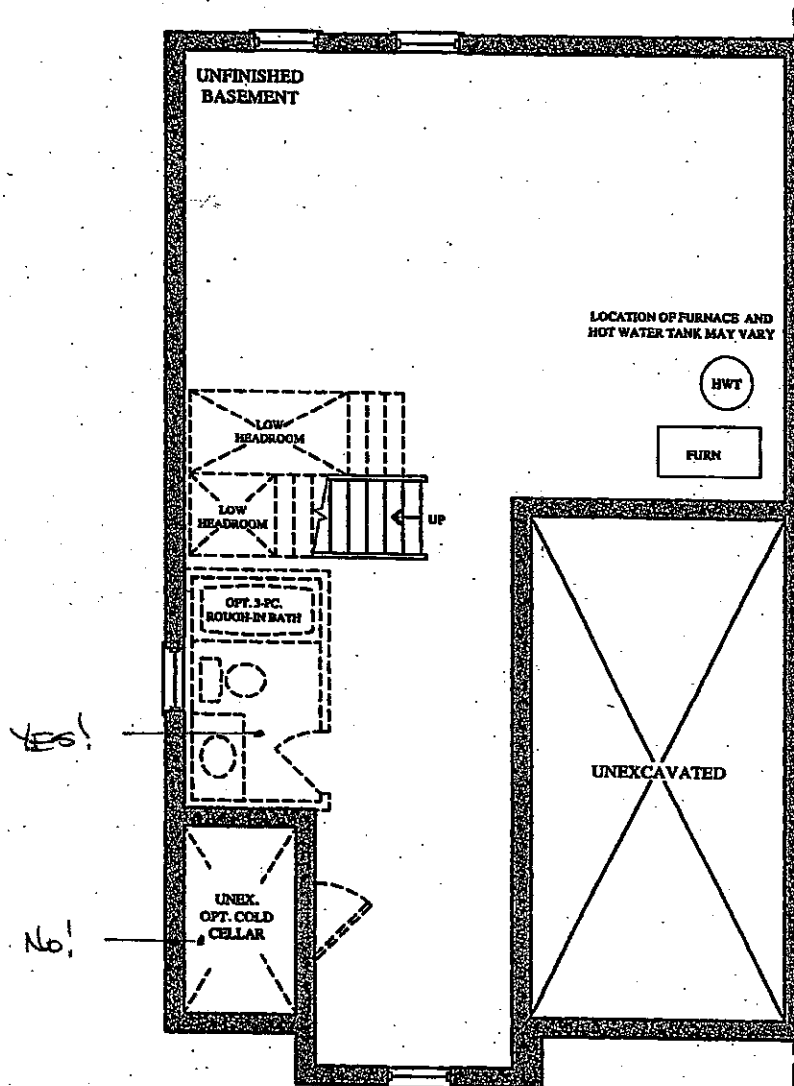 UNFINISHED
BASEMENT
LOCATION OF FURNACE AND
HOT WATER TANK MAY VARY
HWT
FURN
LOW
HEADROOM
LOW
HEADROOM
UP
OPT. 3-PC.
ROUGH-IN BATH
YES!
UNEXCAVATED
UNEX.
OPT. COLD
CELLAR
No!